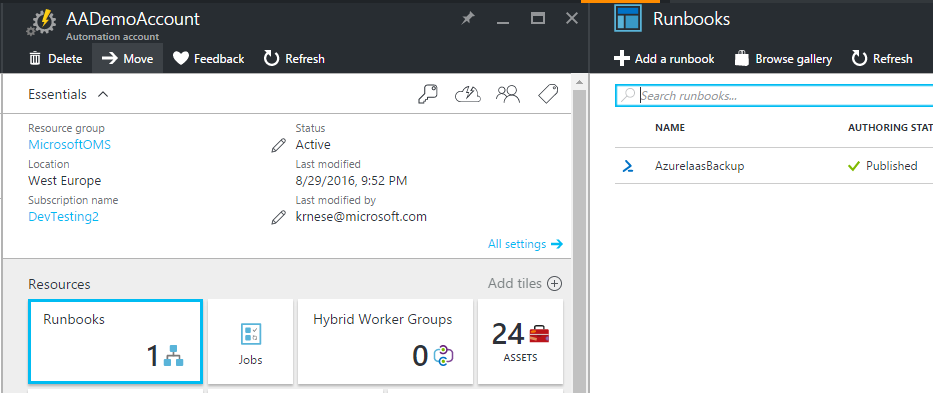 AADemoAccount
Automation account
Delete Move Feedback Refresh
Essentials
Resource group
MicrosoftOMS
Location
West Europe
Subscription name
DevTesting2
Status
Active
Last modified
8/29/2016, 9:52 PM
Last modified by
krnese@microsoft.com
All settings
Resources
Add tiles
Runbooks
1
Jobs
Hybrid Worker Groups
0
24
ASSETS
Runbooks
Add a runbook Browse gallery Refresh
Search runbooks...
NAME AUTHORING STAT
AzureIaasBackup Published